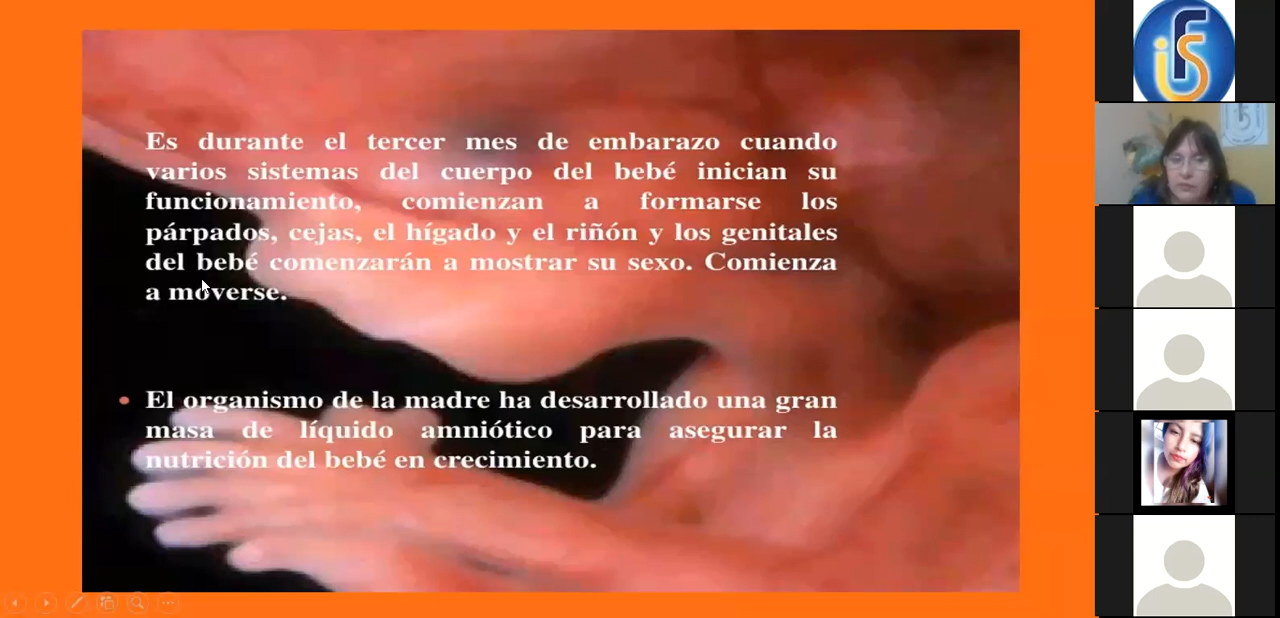 Es durante el tercer mes de embarazo cuando
varios sistemas del cuerpo del bebé inician su
funcionamiento, comienzan a formarse los
párpados, cejas, el hígado y el riñón y los genitales
del bebé comenzarán a mostrar su sexo. Comienza
a moverse.
• El organismo de la madre ha desarrollado una gran
masa de líquido amniótico para asegurar la
nutrición del bebé en crecimiento.
ifs